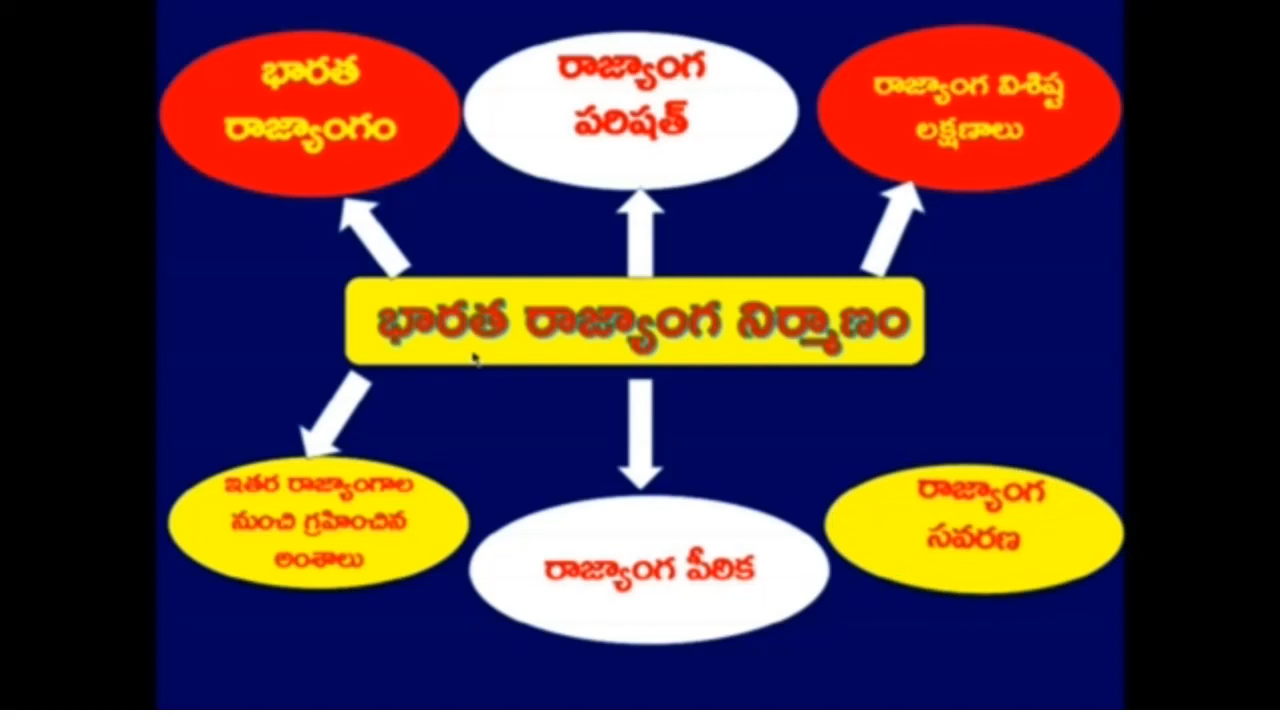 భారత
రాజ్యాంగం
రాజ్యాంగ
పరిషత్
రాజ్యాంగ విశిష్ట
లక్షణాలు
భారత రాజ్యాంగ నిర్మాణం
ఇతర రాజ్యాంగాల
నుంచి గ్రహించిన
అంశాలు
రాజ్యాంగ పీఠిక
రాజ్యాంగ
సవరణ